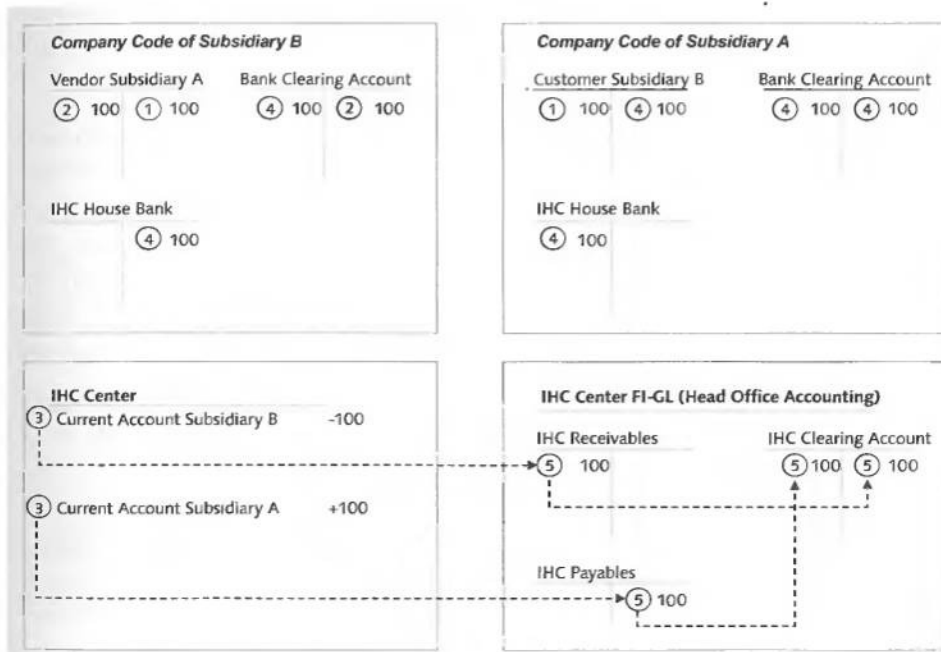 Company Code of Subsidiary B
Vendor Subsidiary A Bank Clearing Account
② 100 ① 100 ④ 100 ② 100
IHC House Bank
④ 100
Company Code of Subsidiary A
Customer Subsidiary B Bank Clearing Account
① 100 ④ 100 ④ 100 ④ 100
IHC House Bank
④ 100
IHC Center
③ Current Account Subsidiary B -100
③ Current Account Subsidiary A +100
IHC Center FI-GL (Head Office Accounting)
IHC Receivables IHC Clearing Account
⑤ 100 ⑤ 100 ⑤ 100
IHC Payables
⑤ 100